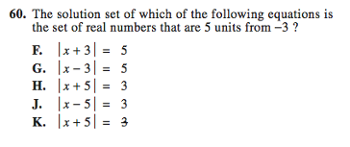 60. The solution set of which of the following equations is
the set of real numbers that are 5 units from −3 ?
F. |x + 3| = 5
G. |x − 3| = 5
H. |x + 5| = 3
J. |x − 5| = 3
K. |x + 5| = 3